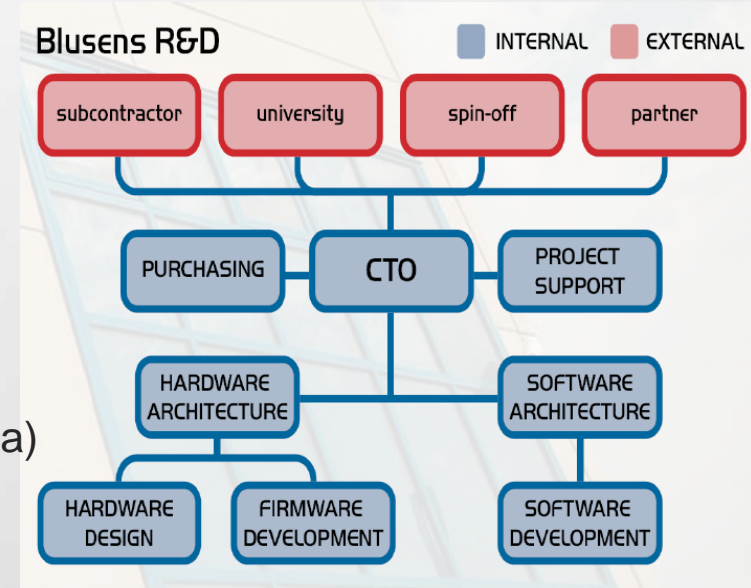 Blusens R&D
INTERNAL
EXTERNAL
subcontractor
university
spin-off
partner
PURCHASING
CTO
PROJECT
SUPPORT
HARDWARE
ARCHITECTURE
SOFTWARE
ARCHITECTURE
a)
HARDWARE
DESIGN
FIRMWARE
DEVELOPMENT
SOFTWARE
DEVELOPMENT